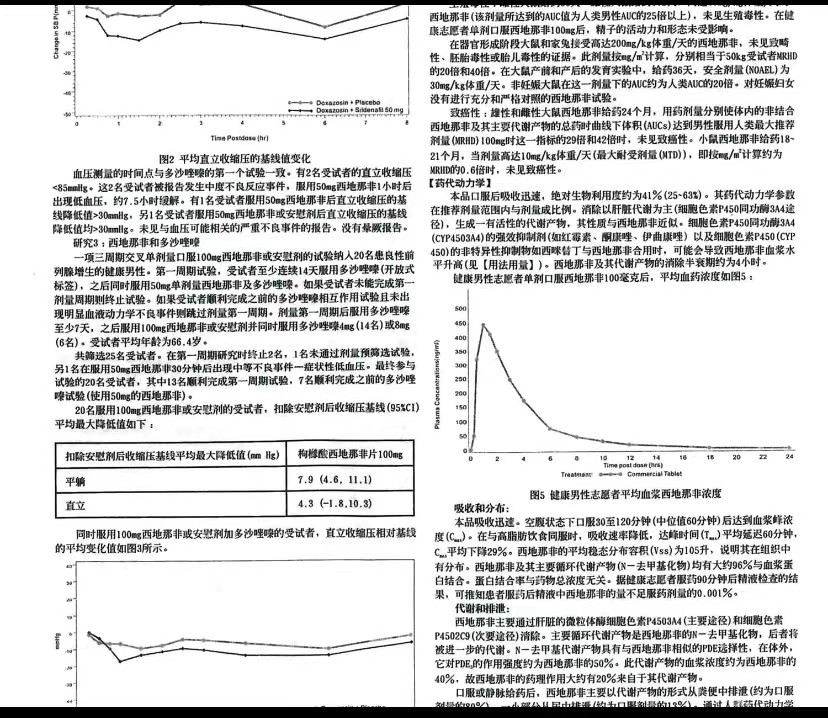 Change in SBP(mm
-10
-20
-30
-40
-50
0
1
2
3
4
5
6
7
8
Doxazosin + Placebo
Doxazosin + Sildenafil 50 mg
Time Postdose (hr)
图2 平均直立收缩压的基线值变化
血压测量的时间点与多沙唑嗪的第一个试验一致。有2名受试者的直立收缩压
<85mmHg。这2名受试者被报告发生中度不良反应事件，服用50mg西地那非1小时后
出现低血压，约7.5小时缓解。有1名受试者服用50mg西地那非后直立收缩压的基
线降低值>30mmHg，另1名受试者服用50mg西地那非或安慰剂后直立收缩压的基线
降低值均>30mmHg。未见与血压可能相关的严重不良事件的报告。没有晕厥报告。
研究3：西地那非和多沙唑嗪
一项三周期交叉单剂量口服100mg西地那非或安慰剂的试验纳入20名患良性前
列腺增生的健康男性。第一周期试验，受试者至少连续14天服用多沙唑嗪(开放式
标签)，之后同时服用50mg单剂量西地那非及多沙唑嗪。如果受试者未能完成第一
剂量周期则终止试验。如果受试者顺利完成之前的多沙唑嗪相互作用试验且未出
现明显血液动力学不良事件则跳过剂量第一周期。剂量第一周期后服用多沙唑嗪
至少7天，之后服用100mg西地那非或安慰剂并同时服用多沙唑嗪4mg(14名)或8mg
(6名)。受试者平均年龄为66.4岁。
共筛选25名受试者。在第一周期研究时终止2名，1名未通过剂量预筛选试验，
另1名在服用50mg西地那非30分钟后出现中等不良事件—症状性低血压。最终参与
试验的20名受试者，其中13名顺利完成第一周期试验，7名顺利完成之前的多沙唑
嗪试验(使用50mg的西地那非)。
20名服用100mg西地那非或安慰剂的受试者，扣除安慰剂后收缩压基线(95%CI)
平均最大降低值如下：
扣除安慰剂后收缩压基线平均最大降低值(mm Hg)
枸橼酸西地那非片100mg
平躺
7.9 (4.6, 11.1)
直立
4.3 (-1.8,10.3)
同时服用100mg西地那非或安慰剂加多沙唑嗪的受试者，直立收缩压相对基线
的平均变化值如图3所示。
mmHg
西地那非(该剂量所达到的AUC值为人类男性AUC的25倍以上)，未见生殖毒性。在健
康志愿者单剂口服西地那非100mg后，精子的活动力和形态未受影响。
在器官形成阶段大鼠和家兔接受高达200mg/kg体重/天的西地那非，未见致畸
性、胚胎毒性或胎儿毒性的证据。此剂量按mg/m²计算，分别相当于50kg受试者MRHD
的20倍和40倍。在大鼠产前和产后的发育实验中，给药36天，安全剂量(NOAEL)为
30mg/kg体重/天。非妊娠大鼠在这一剂量下的AUC约为人类AUC的20倍。对妊娠妇女
没有进行充分和严格对照的西地那非试验。
致癌性：雄性和雌性大鼠西地那非给药24个月，用药剂量分别使体内的非结合
西地那非及其主要代谢产物的总药时曲线下体积(AUCs)达到男性服用人类最大推荐
剂量(MRHD)100mg时这一指标的29倍和42倍时，未见致癌性。小鼠西地那非给药18~
21个月，当剂量高达10mg/kg体重/天(最大耐受剂量(MTD))，即按mg/m²计算约为
MRHD的0.6倍时，未见致癌性。
【药代动力学】
本品口服后吸收迅速，绝对生物利用度约为41%(25~63%)。其药代动力学参数
在推荐剂量范围内与剂量成比例。消除以肝脏代谢为主(细胞色素P450同功酶3A4途
径)，生成一有活性的代谢产物，其性质与西地那非近似。细胞色素P450同功酶3A4
(CYP4503A4)的强效抑制剂(如红霉素、酮康唑、伊曲康唑）以及细胞色素P450(CYP
450)的非特异性抑制物如西咪替丁与西地那非合用时，可能会导致西地那非血浆水
平升高(见【用法用量】)。西地那非及其代谢产物的消除半衰期约为4小时。
健康男性志愿者单剂口服西地那非100毫克后，平均血药浓度如图5：
Plasma Concentrations(ng/ml)
500
450
400
350
300
250
200
150
100
50
0
0
2
4
6
8
10
12
14
16
18
20
22
24
Time post dose (hrs)
Treatment
Commercial Tablet
图5 健康男性志愿者平均血浆西地那非浓度
吸收和分布：
本品吸收迅速。空腹状态下口服30至120分钟(中位值60分钟)后达到血浆峰浓
度(Cmax)。在与高脂肪饮食同服时，吸收速率降低，达峰时间(Tmax)平均延迟60分钟，
Cmax平均下降29%。西地那非的平均稳态分布容积(Vss)为105升，说明其在组织中
有分布。西地那非及其主要循环代谢产物(N－去甲基化物)均有大约96%与血浆蛋
白结合。蛋白结合率与药物总浓度无关。据健康志愿者服药90分钟后精液检查的结
果，可推知患者服药后精液中西地那非的量不足服药剂量的0.001%。
代谢和排泄：
西地那非主要通过肝脏的微粒体酶细胞色素P4503A4(主要途径)和细胞色素
P4502C9(次要途径)清除。主要循环代谢产物是西地那非的N－去甲基化物，后者将
被进一步的代谢。N－去甲基代谢产物具有与西地那非相似的PDE选择性，在体外，
它对PDE5的作用强度约为西地那非的50%。此代谢产物的血浆浓度约为西地那非的
40%，故西地那非的药理作用大约有20%来自于其代谢产物。
口服或静脉给药后，西地那非主要以代谢产物的形式从粪便中排泄(约为口服